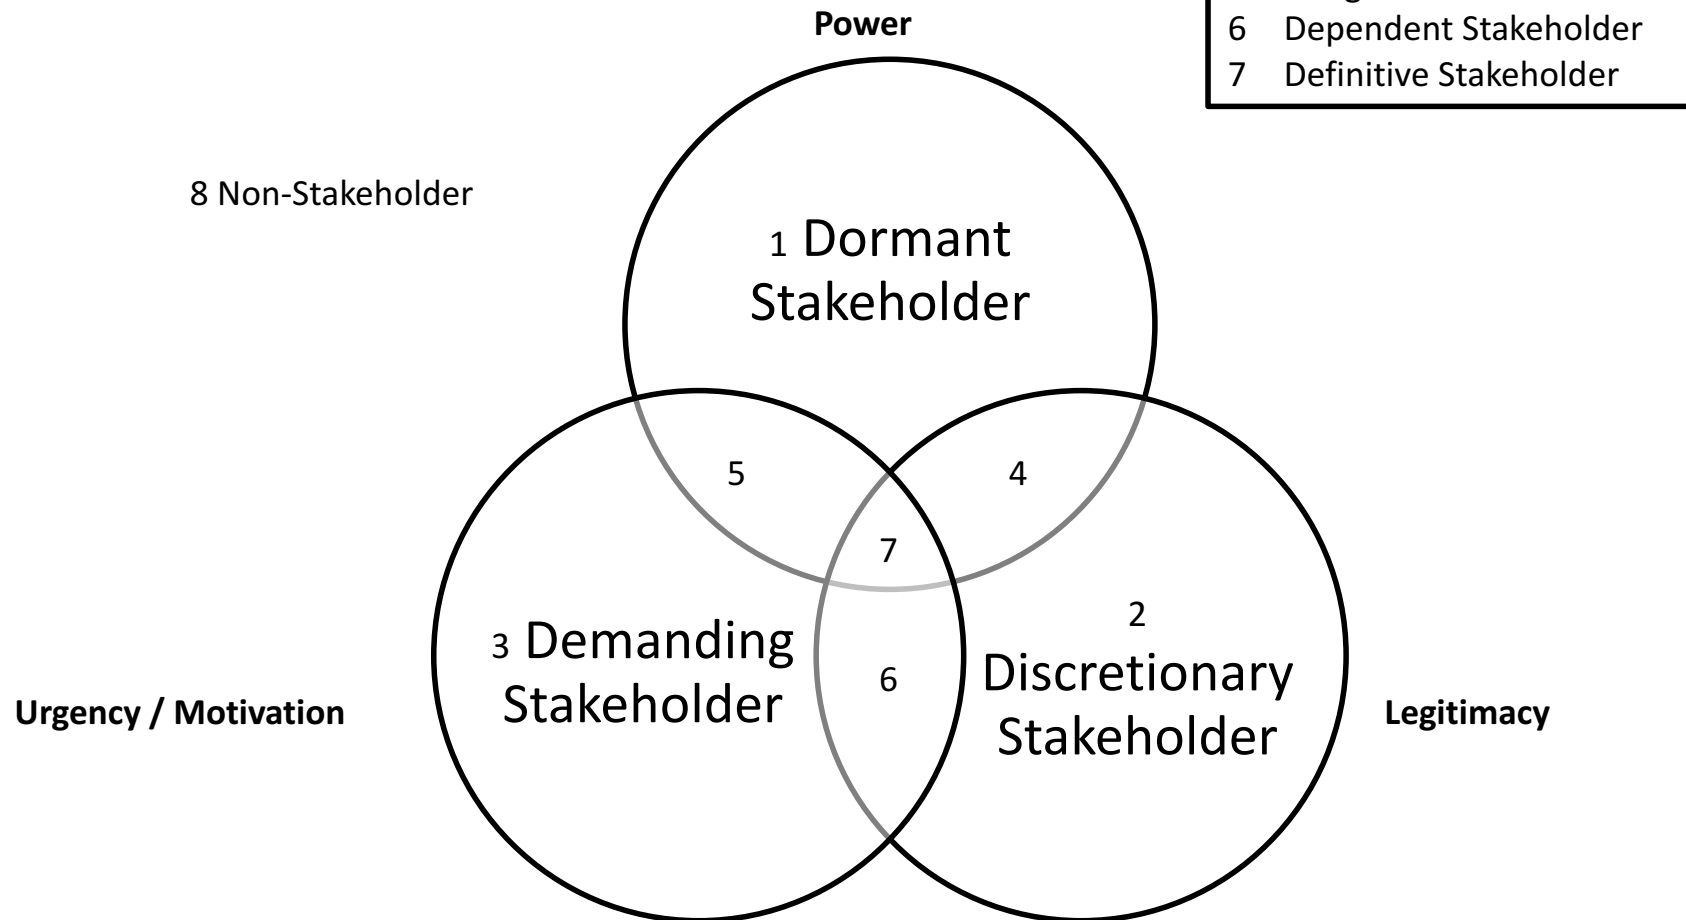 Power
6 Dependent Stakeholder
7 Definitive Stakeholder
8 Non-Stakeholder
1 Dormant
Stakeholder
5
4
7
3 Demanding
Stakeholder
6
2
Discretionary
Stakeholder
Urgency / Motivation
Legitimacy